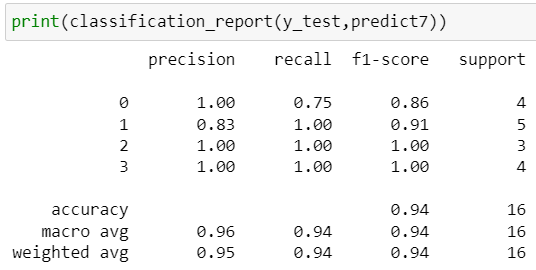 print(classification_report(y_test,predict7))
precision recall f1-score support
0 1.00 0.75 0.86 4
1 0.83 1.00 0.91 5
2 1.00 1.00 1.00 3
3 1.00 1.00 1.00 4
accuracy 0.94 16
macro avg 0.96 0.94 0.94 16
weighted avg 0.95 0.94 0.94 16